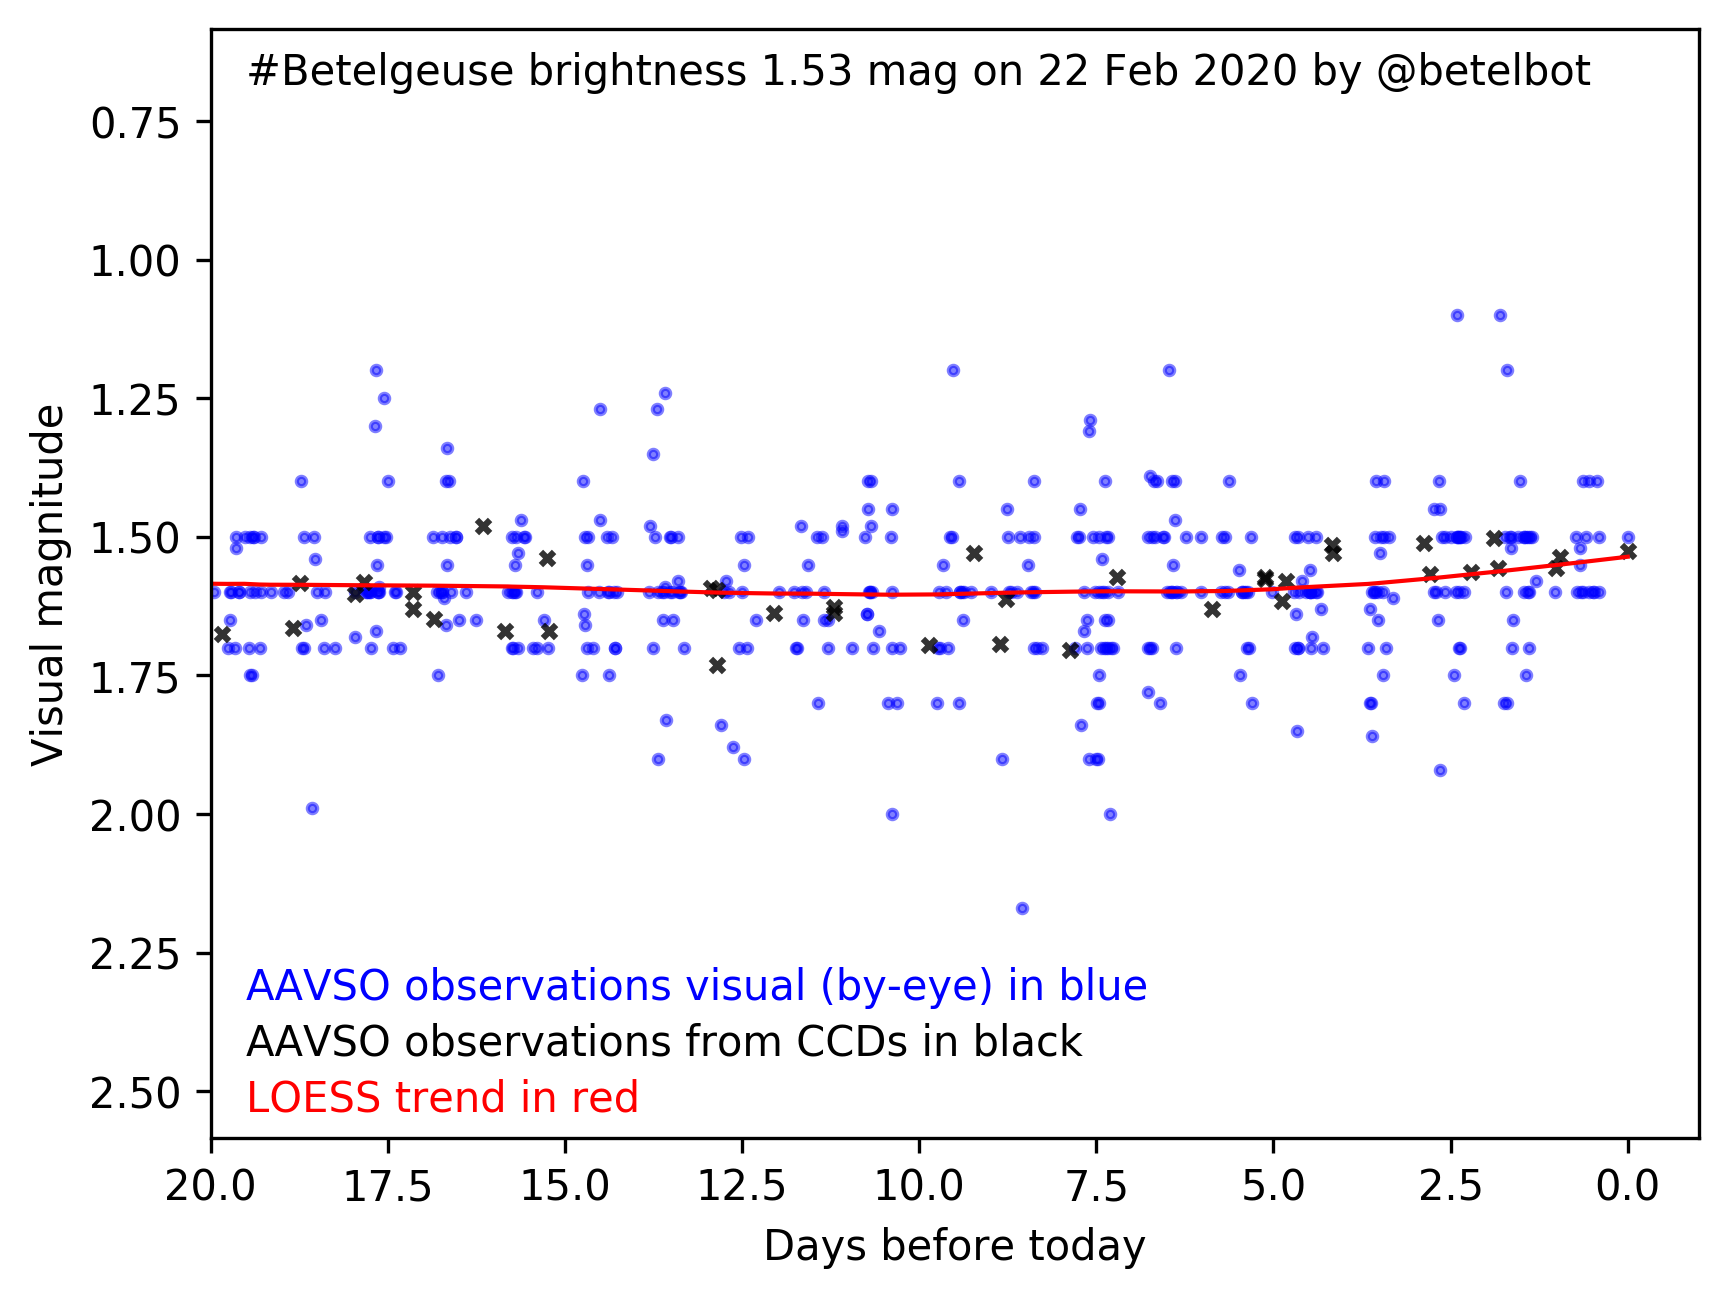 #Betelgeuse brightness 1.53 mag on 22 Feb 2020 by @betelbot
0.75
1.00
1.25
1.50
1.75
2.00
2.25
2.50
Visual magnitude
AAVSO observations visual (by-eye) in blue
AAVSO observations from CCDs in black
LOESS trend in red
20.0 17.5 15.0 12.5 10.0 7.5 5.0 2.5 0.0
Days before today